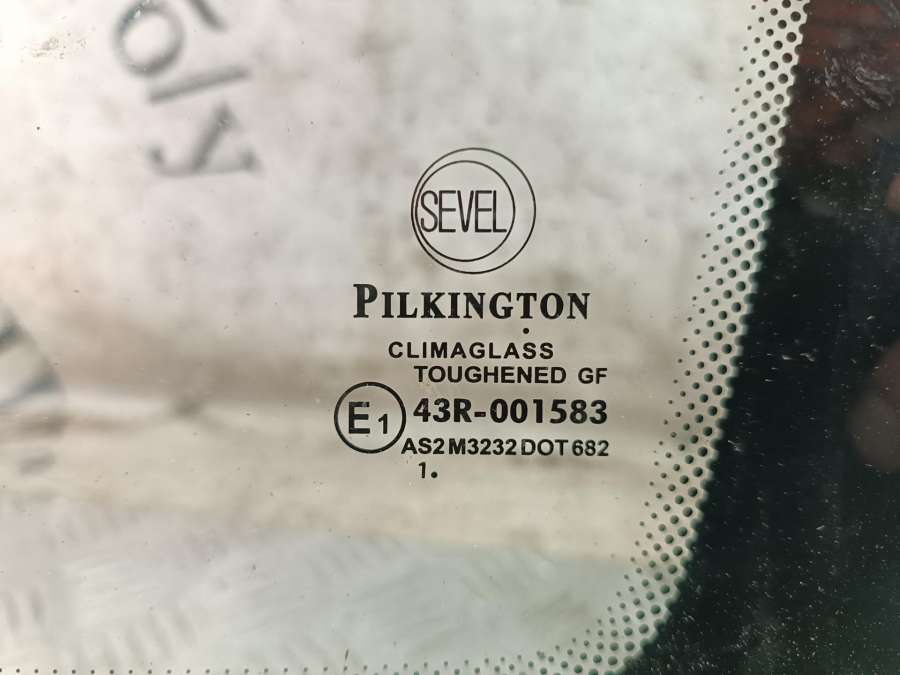 SEVEL
PILKINGTON
CLIMAGLASS
TOUGHENED GF
E1 43R-001583
AS2 M3232 DOT 682
1.